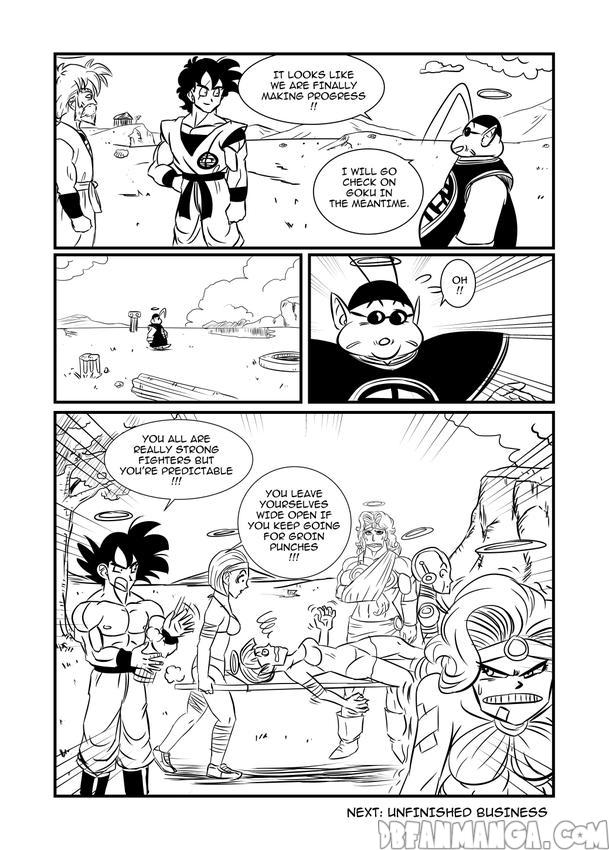 IT LOOKS LIKE
WE ARE FINALLY
MAKING PROGRESS
!!
I WILL GO
CHECK ON
GOKU IN
THE MEANTIME.
OH
!!
YOU ALL ARE
REALLY STRONG
FIGHTERS BUT
YOU'RE PREDICTABLE
!!!
YOU LEAVE
YOURSELVES
WIDE OPEN IF
YOU KEEP GOING
FOR GROIN
PUNCHES
!!!
NEXT: UNFINISHED BUSINESS
DBFANMANGA.COM